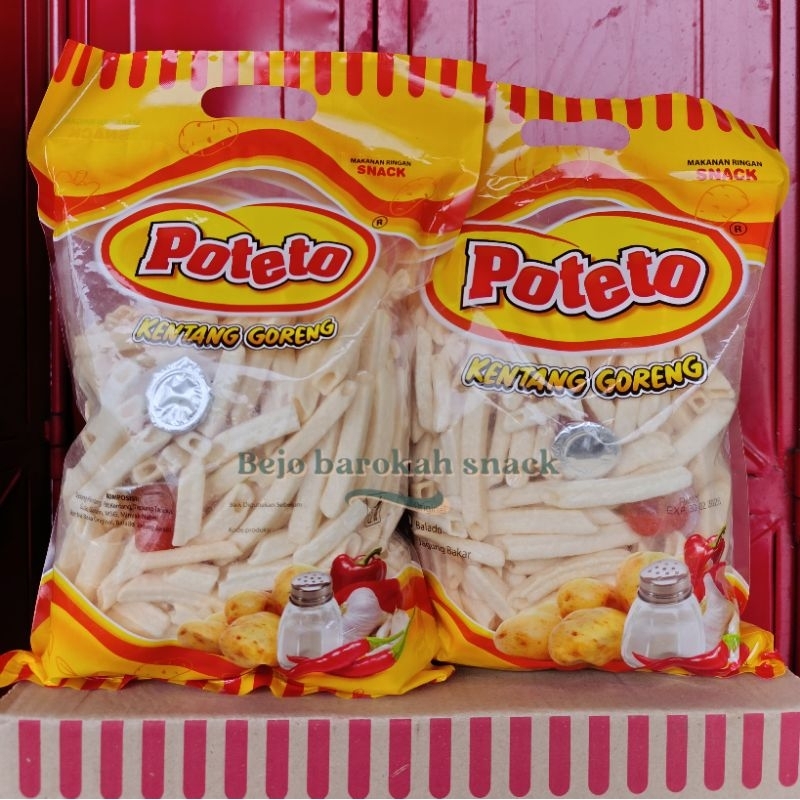 MAKANAN RINGAN
SNACK
Poteto
®
KENTANG GORENG
KOMPOSISI
Baik Digunakan Sebelum
Kode produksi
MAKANAN RINGAN
SNACK
Poteto
®
KENTANG GORENG
EXP
Balado
Jagung Bakar
Bejo barokah snack